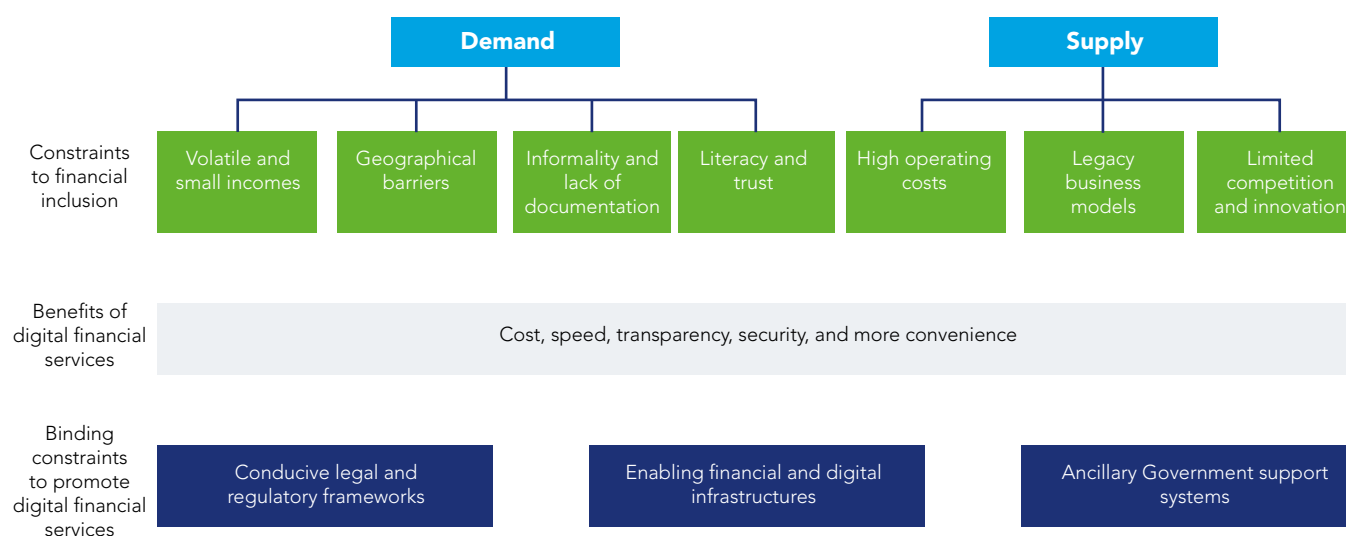 Demand
Supply
Constraints
to financial
inclusion
Volatile and
small incomes
Geographical
barriers
Informality and
lack of
documentation
Literacy and
trust
High operating
costs
Legacy
business
models
Limited
competition
and innovation
Benefits of
digital financial
services
Cost, speed, transparency, security, and more convenience
Binding
constraints
to promote
digital financial
services
Conducive legal and
regulatory frameworks
Enabling financial and digital
infrastructures
Ancillary Government support
systems